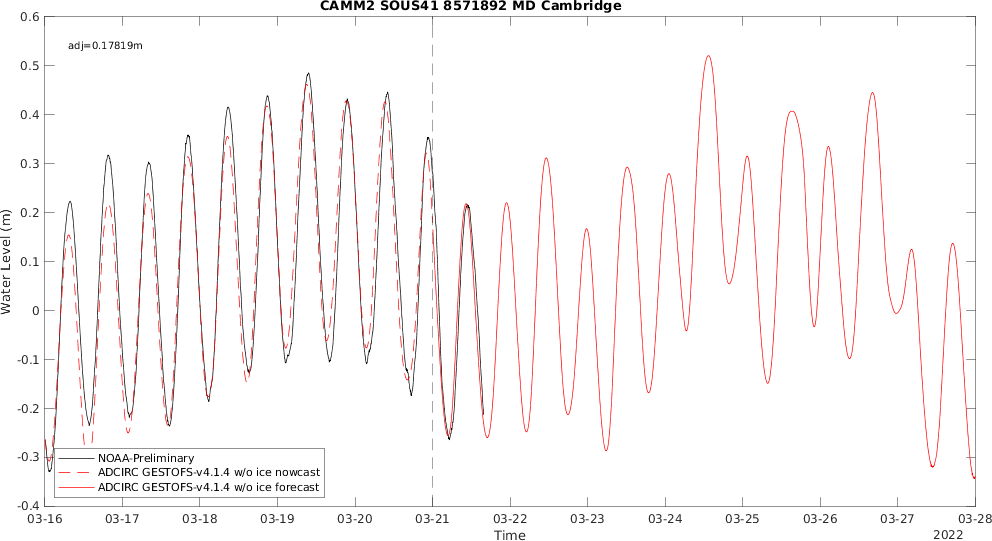 CAMM2 SOUS41 8571892 MD Cambridge
adj=0.17819m
0.6
0.5
0.4
0.3
0.2
0.1
0
-0.1
-0.2
-0.3
-0.4
Water Level (m)
NOAA-Preliminary
ADCIRC GESTOFS-v4.1.4 w/o ice nowcast
ADCIRC GESTOFS-v4.1.4 w/o ice forecast
03-16 03-17 03-18 03-19 03-20 03-21 03-22 03-23 03-24 03-25 03-26 03-27 03-28
Time
2022